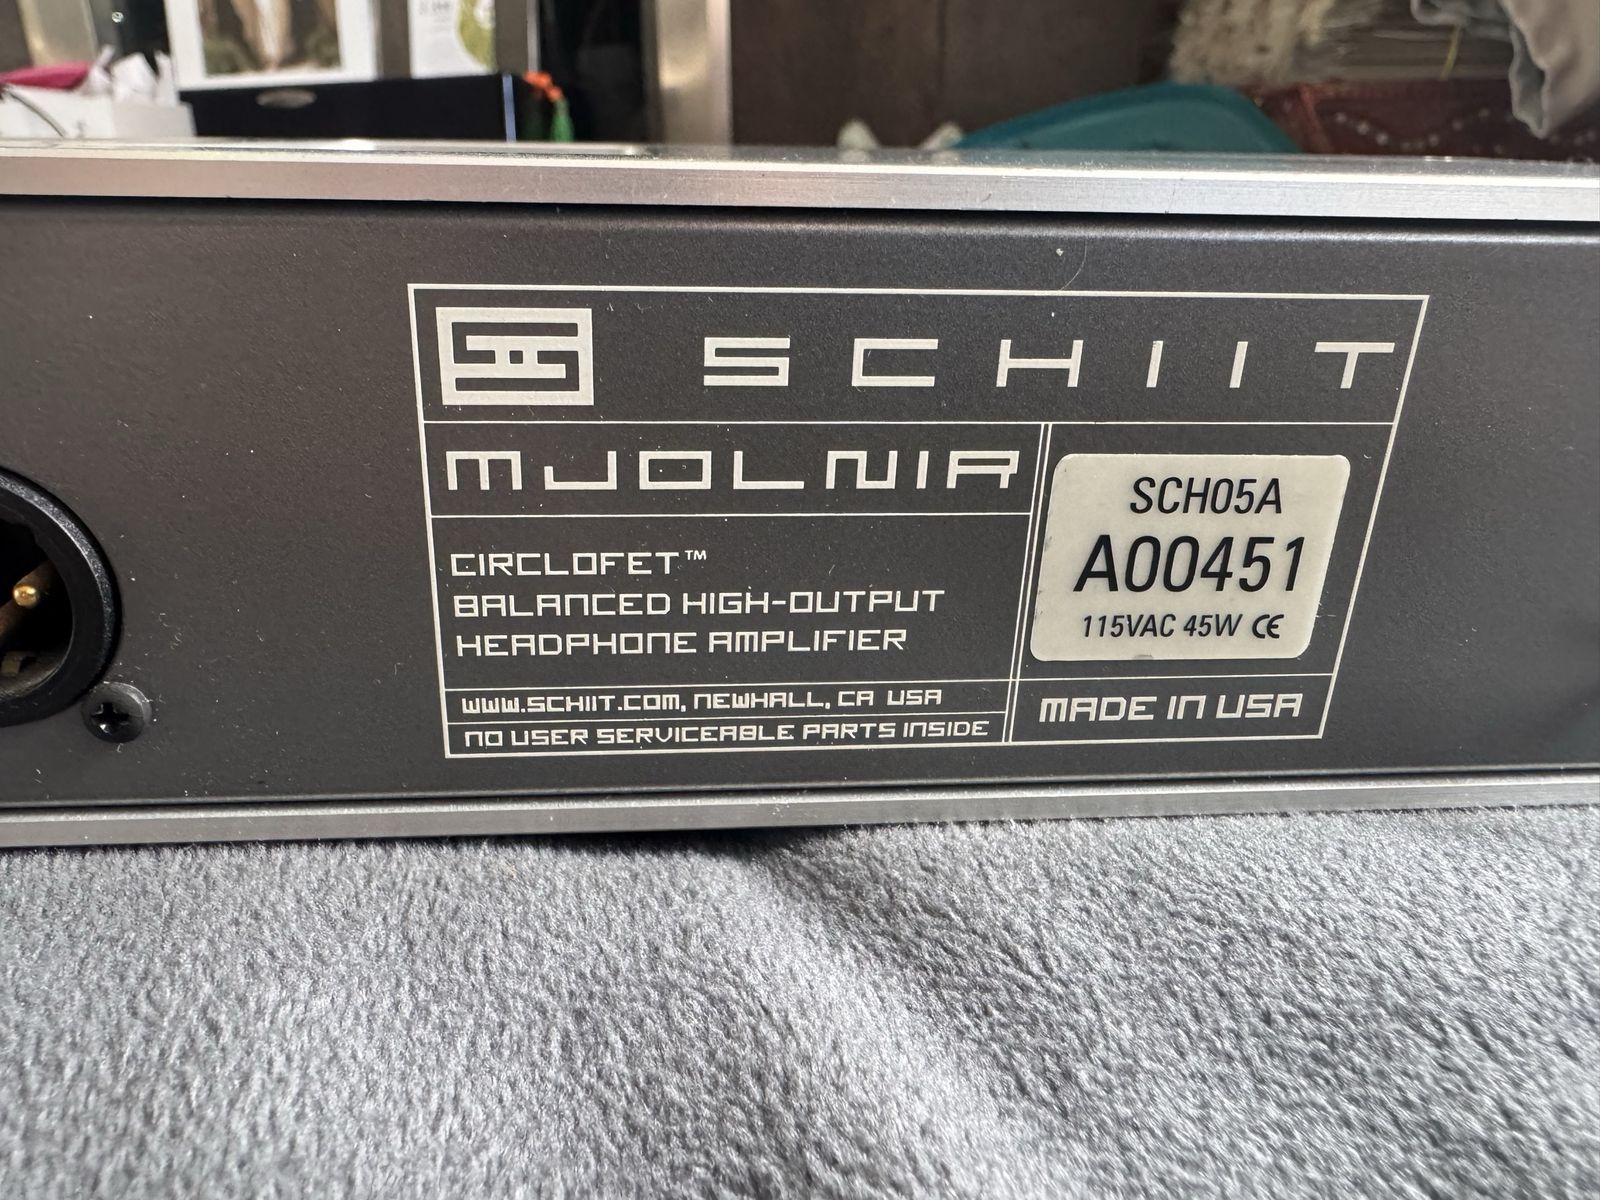 SCHIIT
MJOLNIR
SCH05A
A00451
115VAC 45W CE
CIRCLOFET™
BALANCED HIGH-OUTPUT
HEADPHONE AMPLIFIER
WWW.SCHIIT.COM, NEWHALL, CA USA
NO USER SERVICEABLE PARTS INSIDE
MADE IN USA